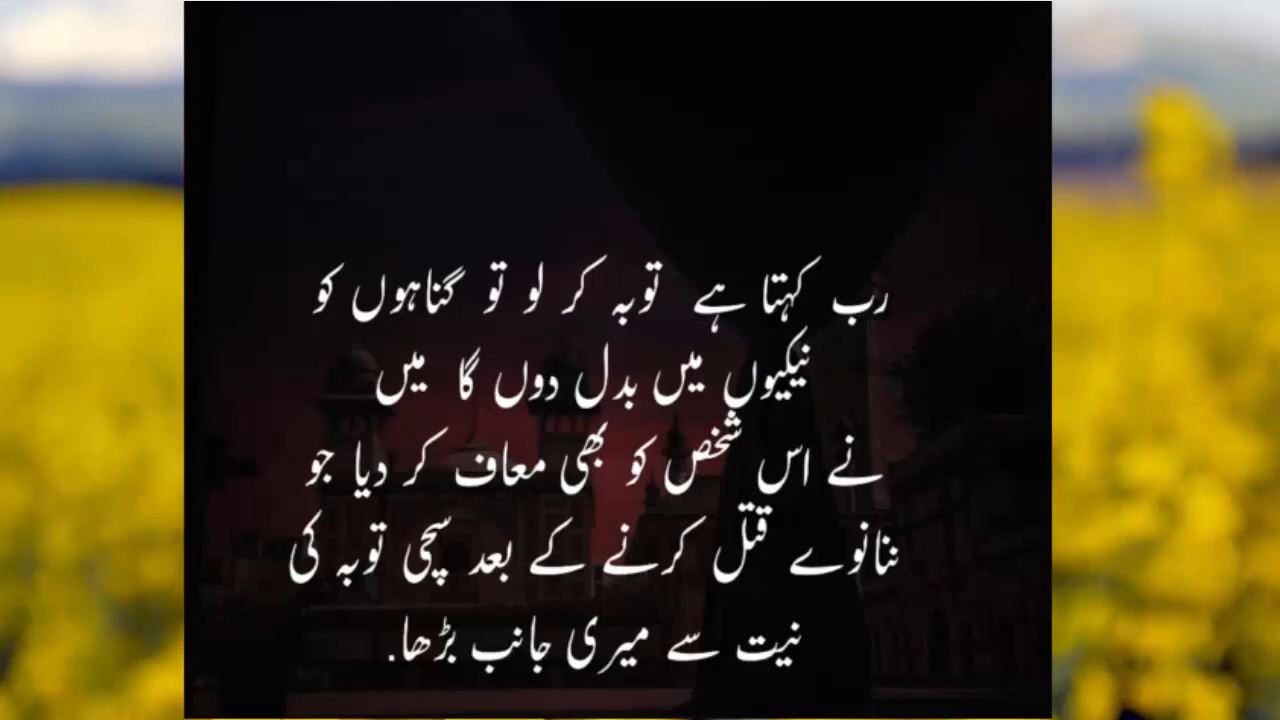 رب کہتا ہے توبہ کر لو تو گناہوں کو
نیکیوں میں بدل دوں گا میں
نے اس شخص کو بھی معاف کر دیا جو
ننانوے قتل کرنے کے بعد سچی توبہ کی
نیت سے میری جانب بڑھا.